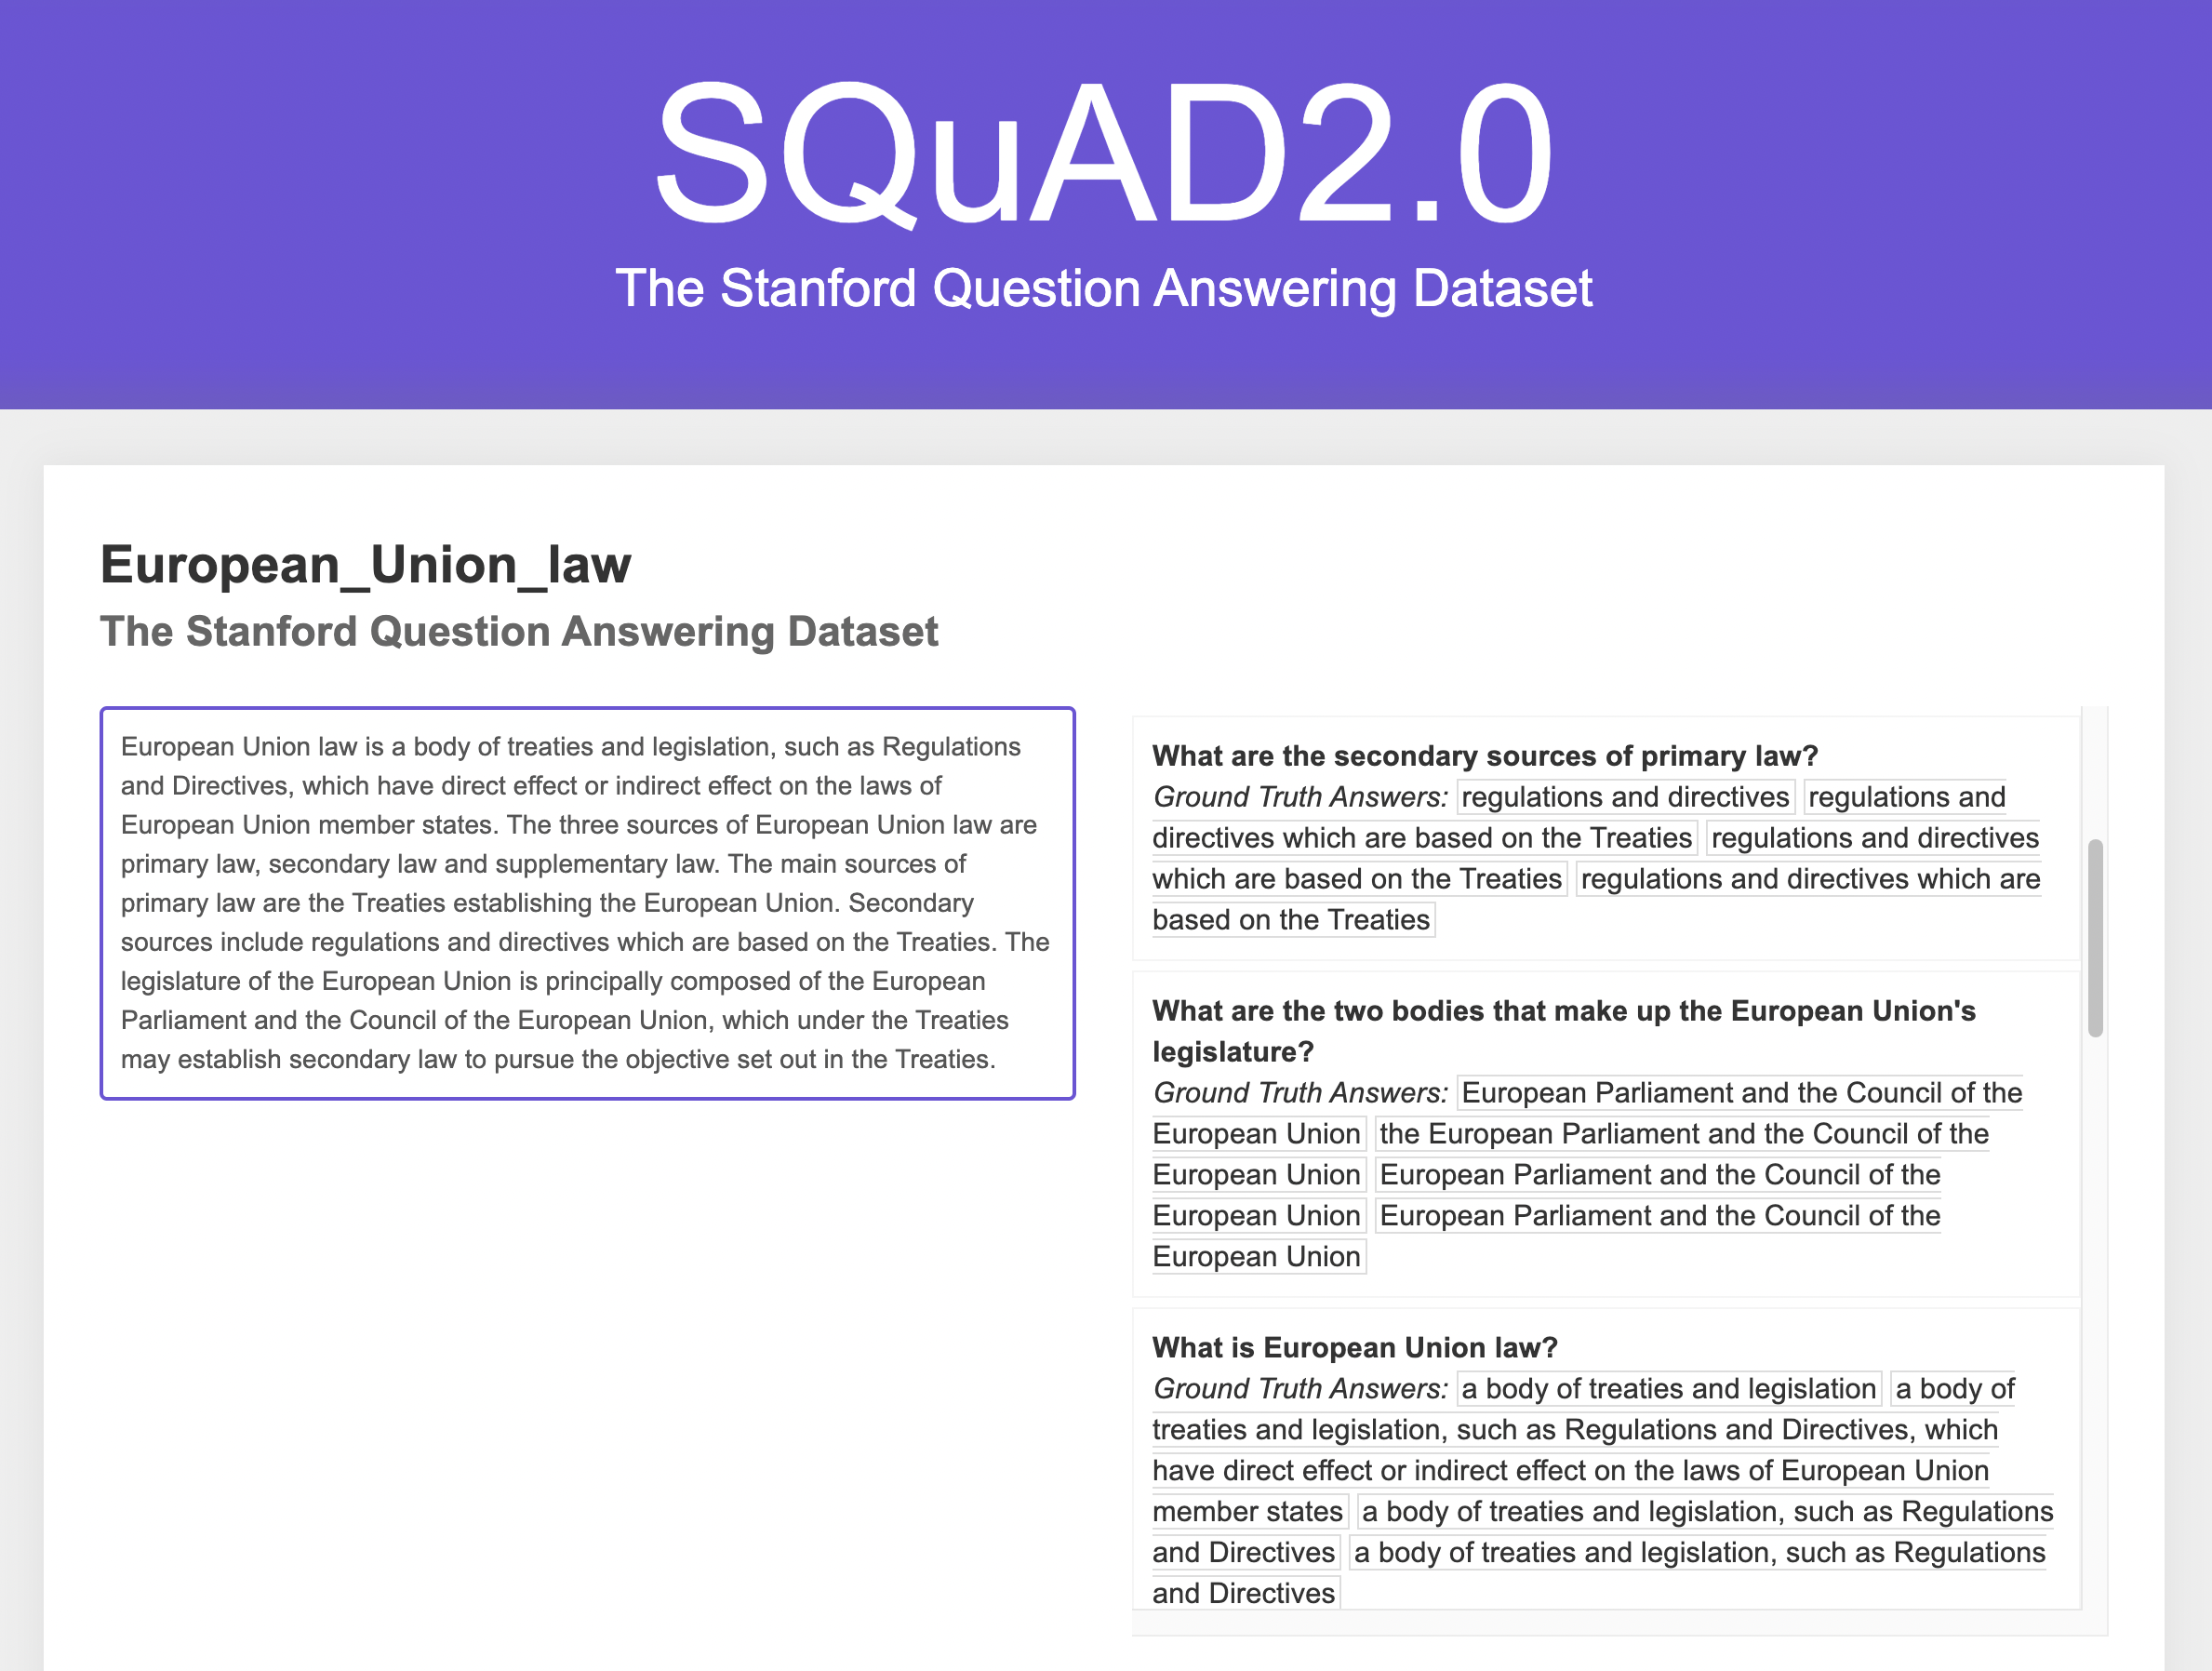 SQuAD2.0
The Stanford Question Answering Dataset
European_Union_law
The Stanford Question Answering Dataset
European Union law is a body of treaties and legislation, such as Regulations
and Directives, which have direct effect or indirect effect on the laws of
European Union member states. The three sources of European Union law are
primary law, secondary law and supplementary law. The main sources of
primary law are the Treaties establishing the European Union. Secondary
sources include regulations and directives which are based on the Treaties. The
legislature of the European Union is principally composed of the European
Parliament and the Council of the European Union, which under the Treaties
may establish secondary law to pursue the objective set out in the Treaties.
What are the secondary sources of primary law?
Ground Truth Answers: regulations and directives regulations and
directives which are based on the Treaties regulations and directives
which are based on the Treaties regulations and directives which are
based on the Treaties
What are the two bodies that make up the European Union's
legislature?
Ground Truth Answers: European Parliament and the Council of the
European Union the European Parliament and the Council of the
European Union European Parliament and the Council of the
European Union European Parliament and the Council of the
European Union
What is European Union law?
Ground Truth Answers: a body of treaties and legislation a body of
treaties and legislation, such as Regulations and Directives, which
have direct effect or indirect effect on the laws of European Union
member states a body of treaties and legislation, such as Regulations
and Directives a body of treaties and legislation, such as Regulations
and Directives